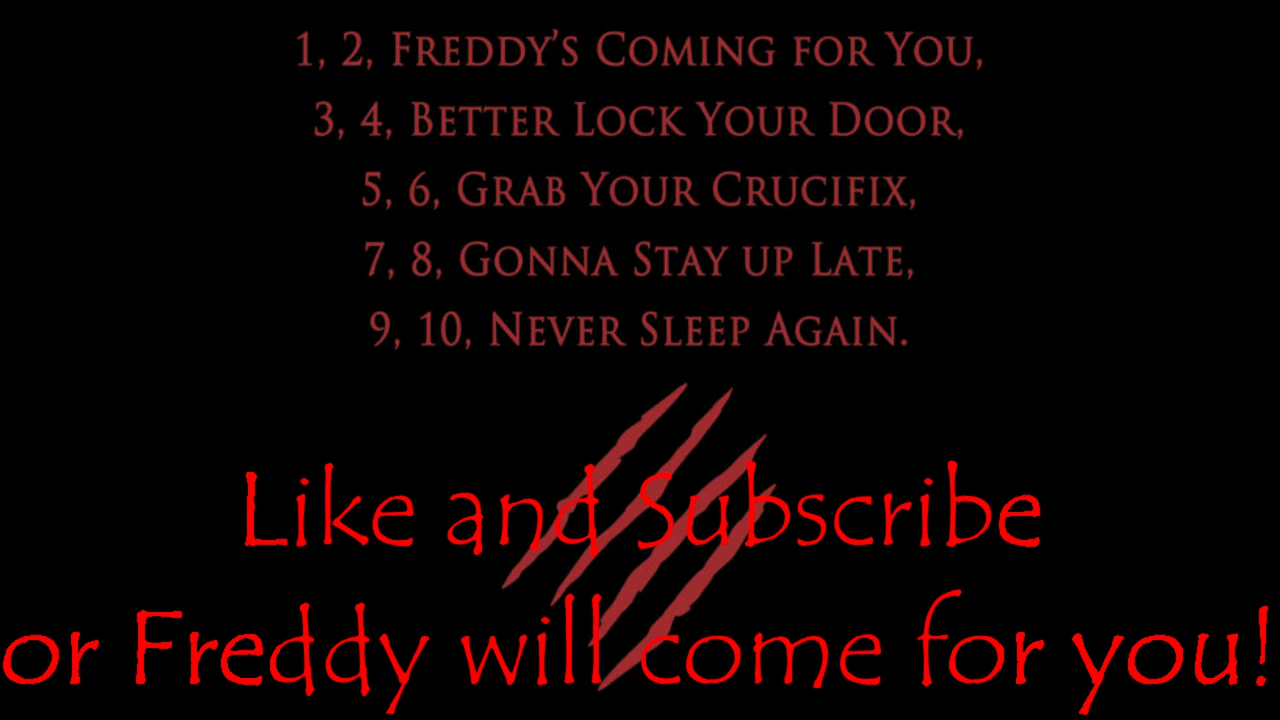 1, 2, Freddy’s Coming for You,
3, 4, Better Lock Your Door,
5, 6, Grab Your Crucifix,
7, 8, Gonna Stay up Late,
9, 10, Never Sleep Again.
Like and Subscribe
or Freddy will come for you!